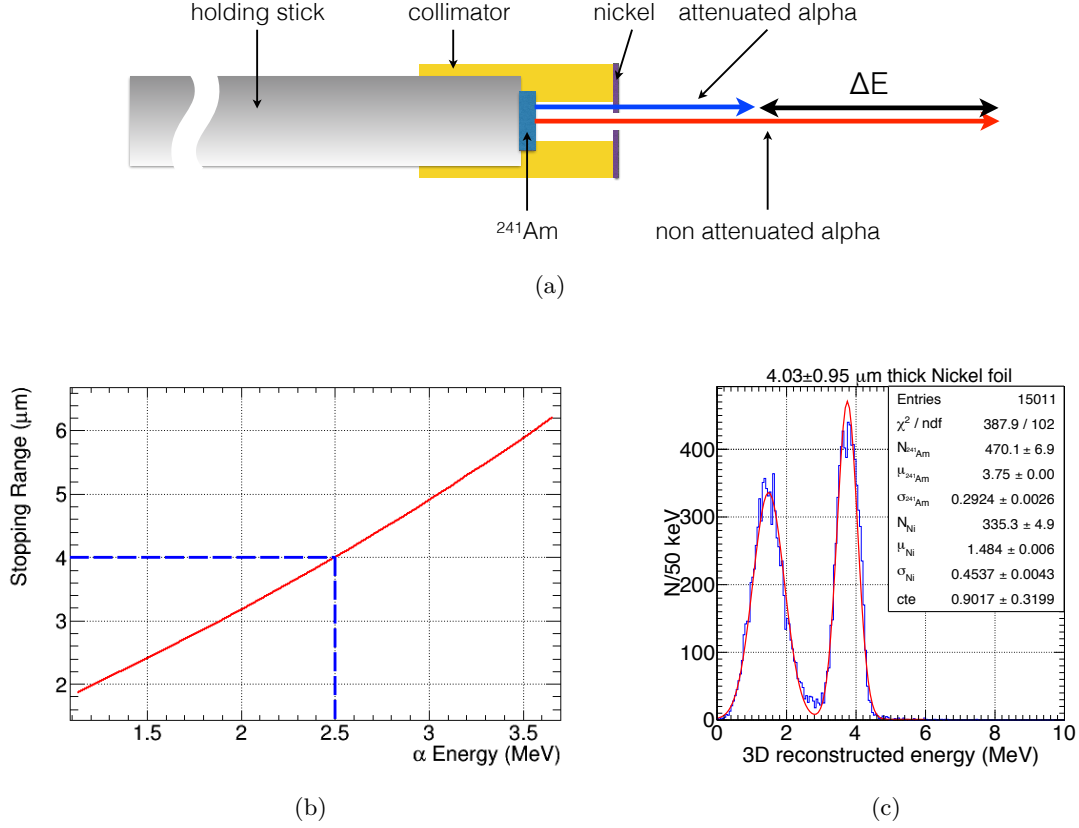 holding stick collimator nickel attenuated alpha
ΔE
²⁴¹Am non attenuated alpha
(a)
Stopping Range (μm)
6
5
4
3
2
1.5 2 2.5 3 3.5
α Energy (MeV)
(b)
4.03±0.95 μm thick Nickel foil
Entries 15011
χ² / ndf 387.9 / 102
N²⁴¹Am 470.1 ± 6.9
μ²⁴¹Am 3.75 ± 0.00
σ²⁴¹Am 0.2924 ± 0.0026
N_Ni 335.3 ± 4.9
μ_Ni 1.484 ± 0.006
σ_Ni 0.4537 ± 0.0043
cte 0.9017 ± 0.3199
N/50 keV
400
300
200
100
0
0 2 4 6 8 10
3D reconstructed energy (MeV)
(c)